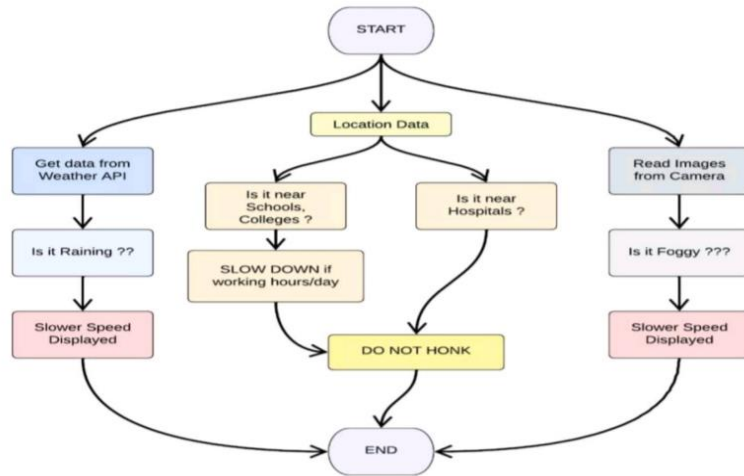 START
Location Data
Get data from
Weather API
Read Images
from Camera
Is it near
Schools,
Colleges ?
Is it near
Hospitals ?
Is it Raining ??
Is it Foggy ???
SLOW DOWN if
working hours/day
Slower Speed
Displayed
DO NOT HONK
Slower Speed
Displayed
END